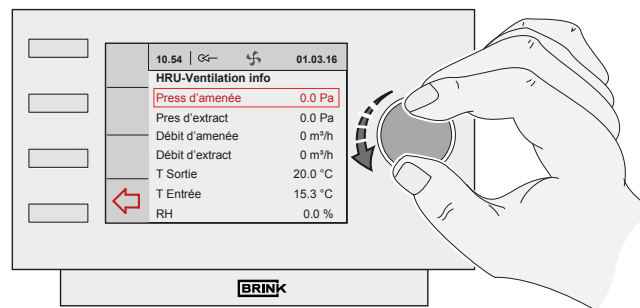 10.54 01.03.16
HRU-Ventilation info
Press d'amenée 0.0 Pa
Pres d'extract 0.0 Pa
Débit d'amenée 0 m³/h
Débit d'extract 0 m³/h
T Sortie 20.0 °C
T Entrée 15.3 °C
RH 0.0 %
BRINK